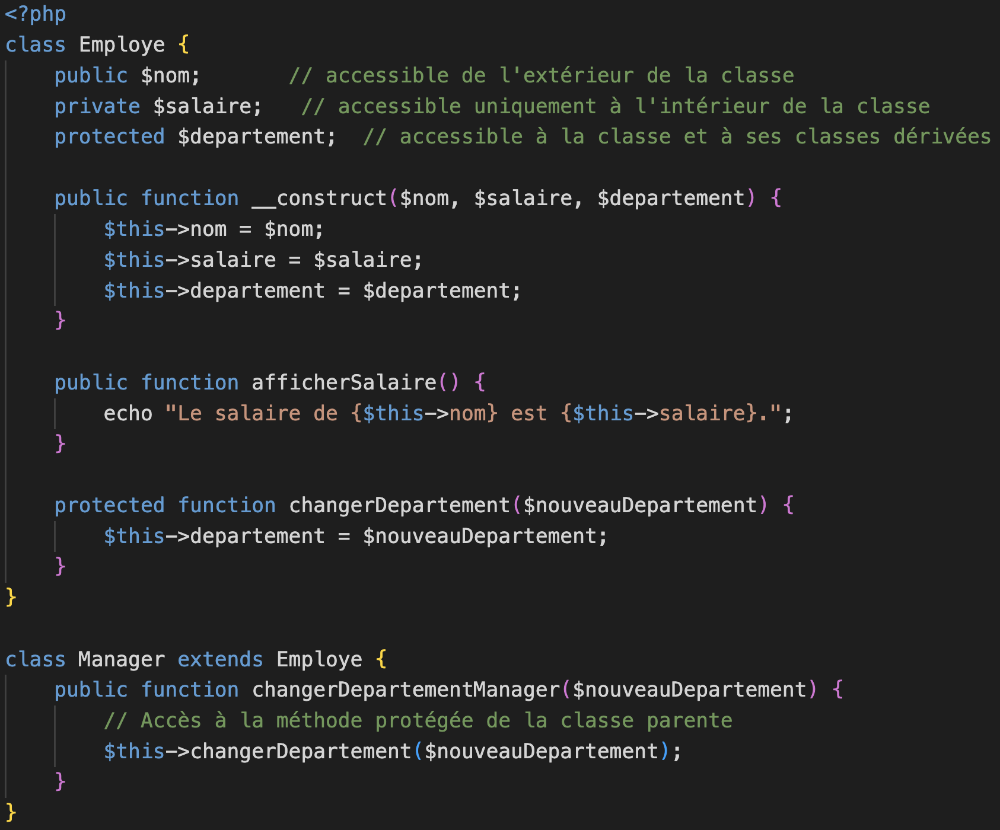 <?php
class Employe {
    public $nom;       // accessible de l'extérieur de la classe
    private $salaire;   // accessible uniquement à l'intérieur de la classe
    protected $departement;  // accessible à la classe et à ses classes dérivées

    public function __construct($nom, $salaire, $departement) {
        $this->nom = $nom;
        $this->salaire = $salaire;
        $this->departement = $departement;
    }

    public function afficherSalaire() {
        echo "Le salaire de {$this->nom} est {$this->salaire}.";
    }

    protected function changerDepartement($nouveauDepartement) {
        $this->departement = $nouveauDepartement;
    }
}

class Manager extends Employe {
    public function changerDepartementManager($nouveauDepartement) {
        // Accès à la méthode protégée de la classe parente
        $this->changerDepartement($nouveauDepartement);
    }
}